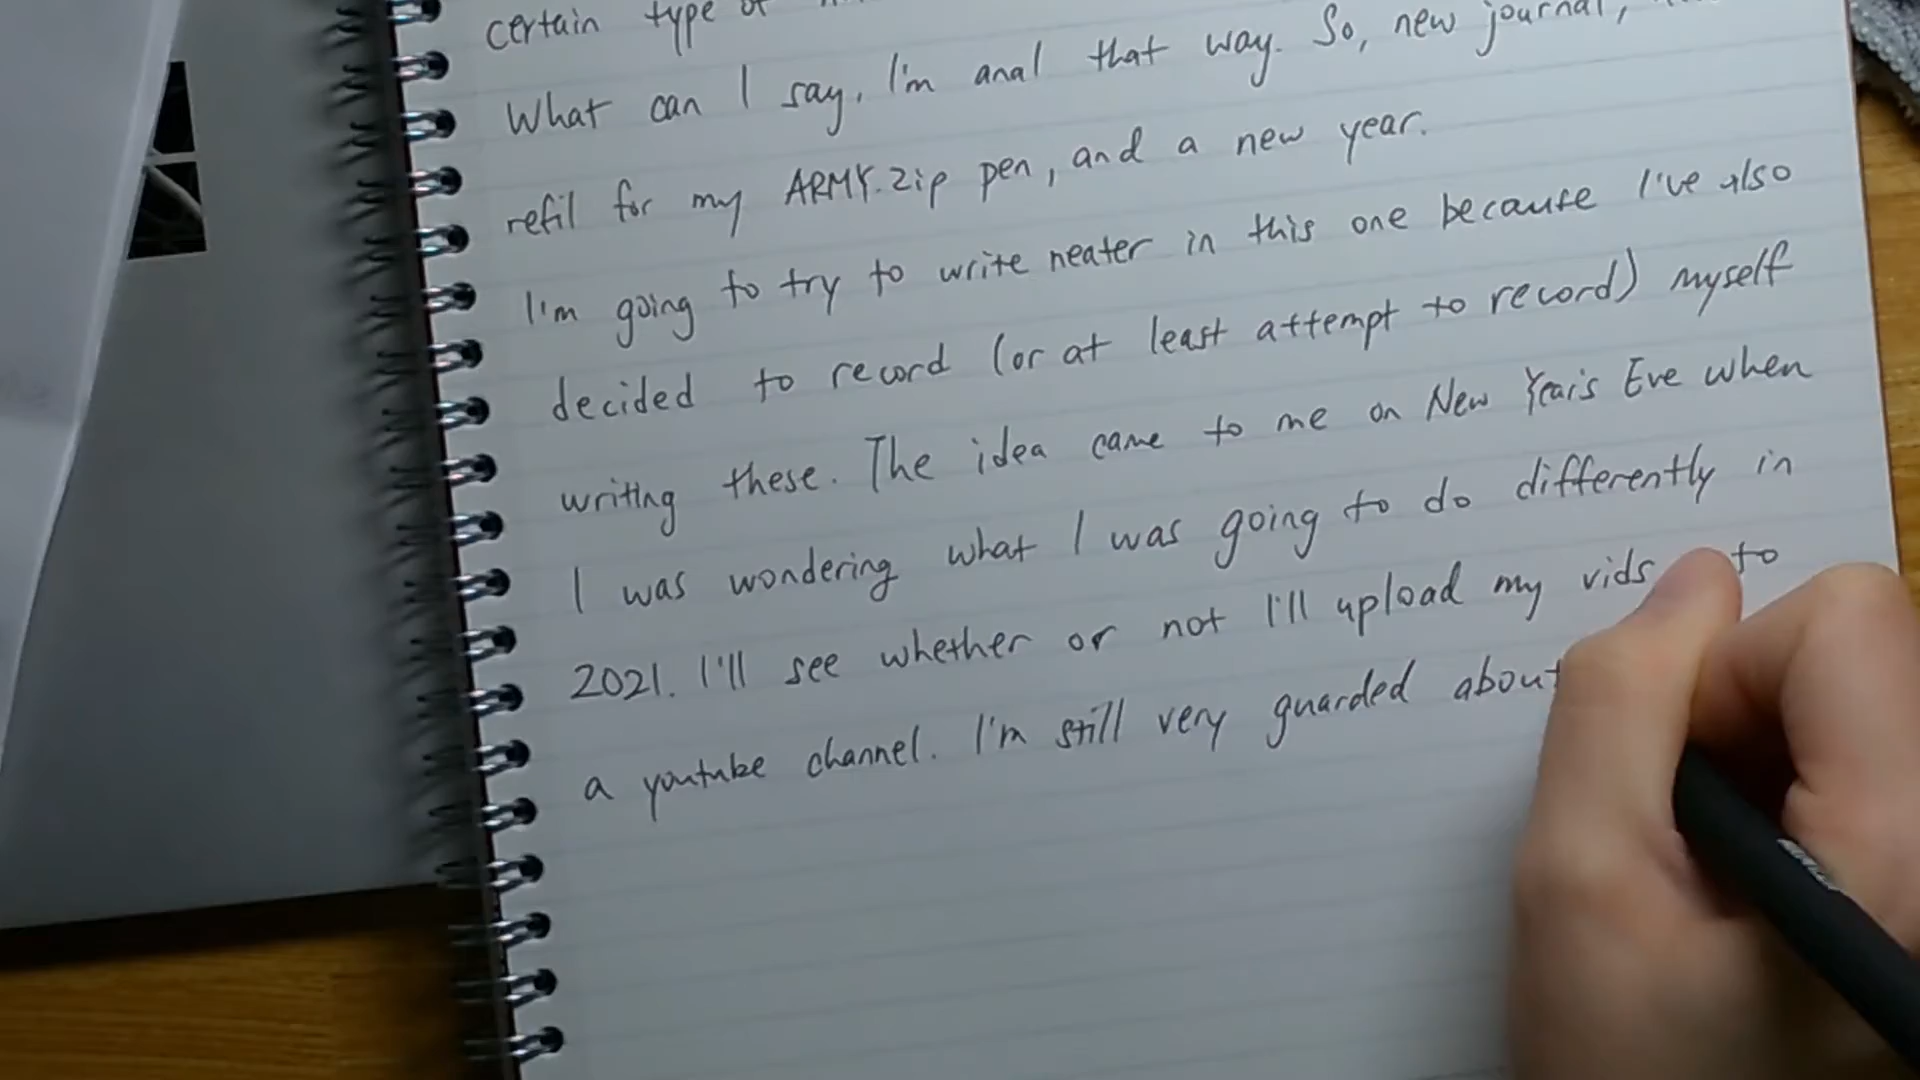 certain type of
What can I say, I'm anal that way. So, new journal,
refil for my ARMY.zip pen, and a new year.
I'm going to try to write neater in this one because I've also
decided to record (or at least attempt to record) myself
writing these. The idea came to me on New Year's Eve when
I was wondering what I was going to do differently in
2021. I'll see whether or not I'll upload my vids to
a youtube channel. I'm still very guarded about